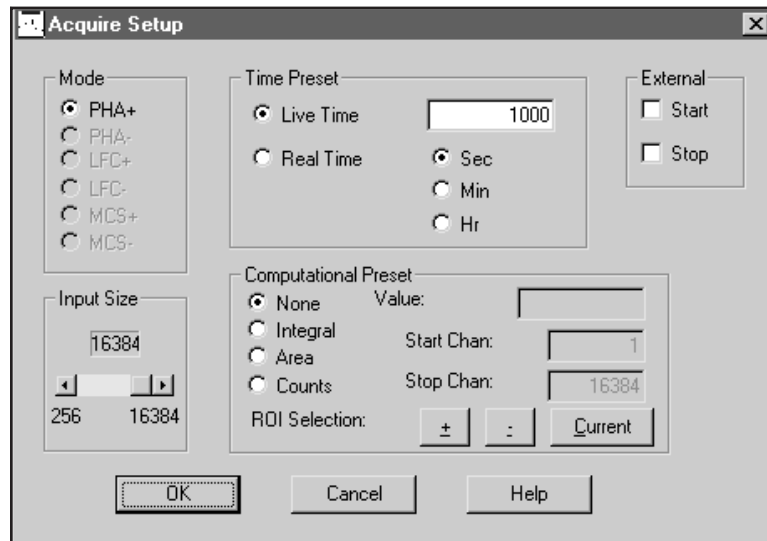 Acquire Setup
Mode
PHA+
PHA-
LFC+
LFC-
MCS+
MCS-
Time Preset
Live Time 1000
Real Time
Sec
Min
Hr
External
Start
Stop
Input Size
16384
256 16384
Computational Preset
None
Integral
Area
Counts
Value:
Start Chan: 1
Stop Chan: 16384
ROI Selection: + - Current
OK Cancel Help